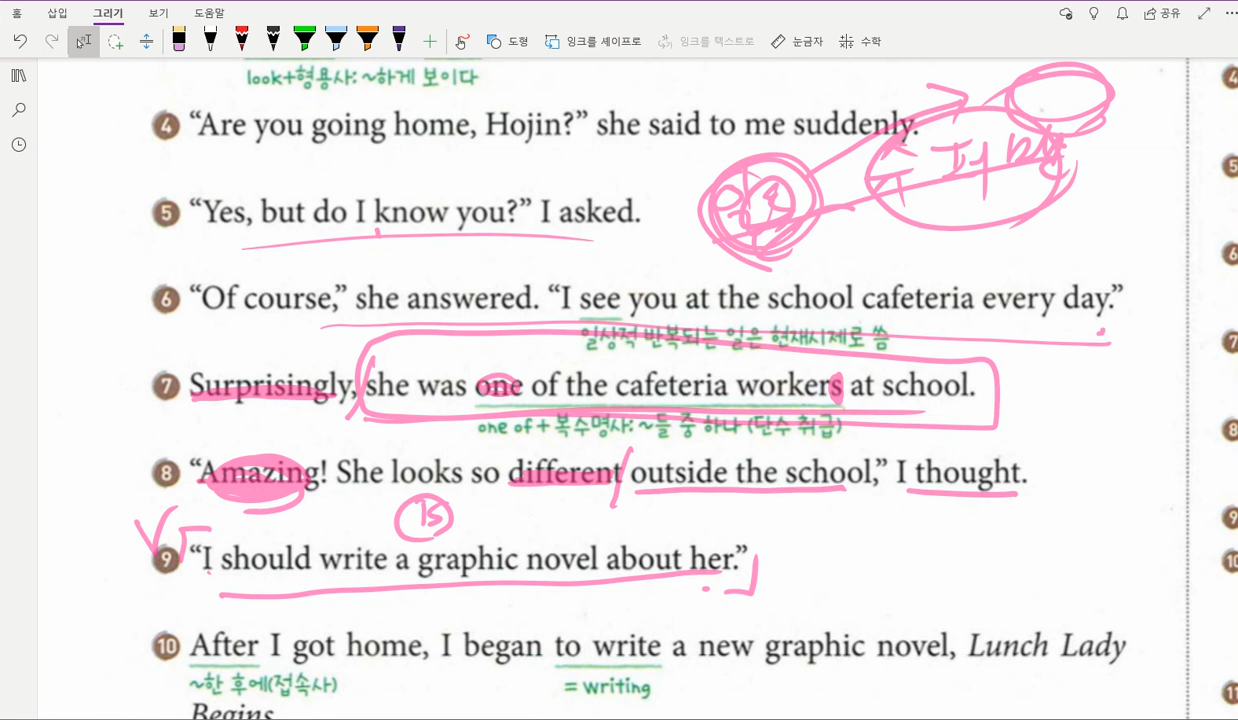 홈 삽입 그리기 보기 도움말 공유
도형 잉크를 셰이프로 잉크를 텍스트로 눈금자 수학
look+형용사: ~하게 보이다
4 “Are you going home, Hojin?” she said to me suddenly.
슈퍼맨
5 “Yes, but do I know you?” I asked.
6 “Of course,” she answered. “I see you at the school cafeteria every day.”
일상적 반복되는 일은 현재시제로 씀
7 Surprisingly, she was one of the cafeteria workers at school.
one of + 복수명사: ~들 중 하나 (단수 취급)
8 “Amazing! She looks so different outside the school,” I thought.
15
9 “I should write a graphic novel about her.”
10 After I got home, I began to write a new graphic novel, Lunch Lady
~한 후에(접속사) = writing
Begins
4
5
6
7
8
9
10
11